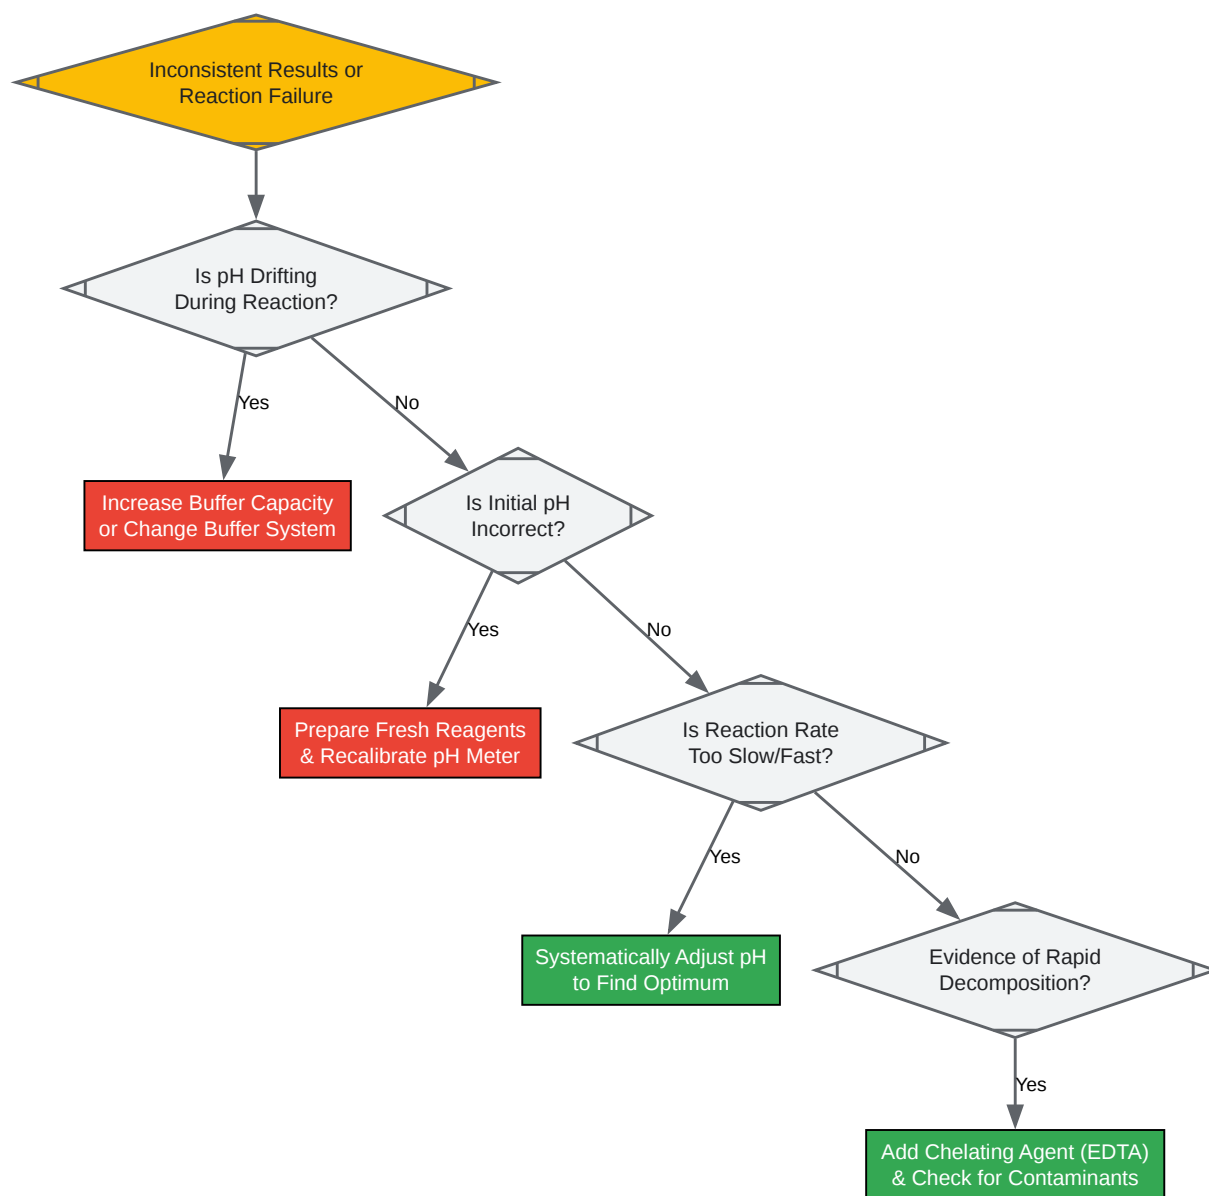 Inconsistent Results or
Reaction Failure
Is pH Drifting
During Reaction?
Yes
No
Increase Buffer Capacity
or Change Buffer System
Is Initial pH
Incorrect?
Yes
No
Prepare Fresh Reagents
& Recalibrate pH Meter
Is Reaction Rate
Too Slow/Fast?
Yes
No
Systematically Adjust pH
to Find Optimum
Evidence of Rapid
Decomposition?
Yes
Add Chelating Agent (EDTA)
& Check for Contaminants